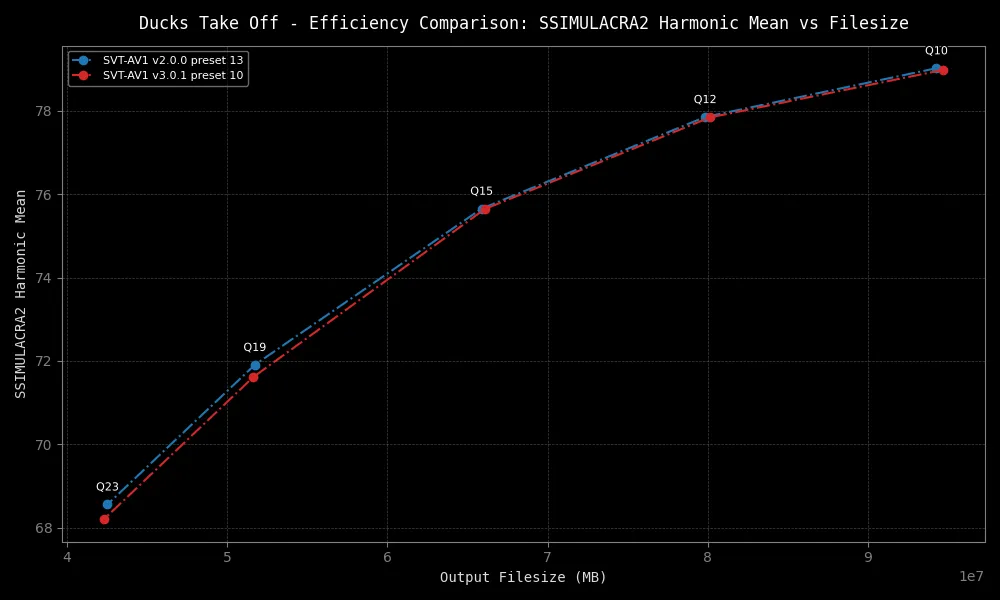 Ducks Take Off - Efficiency Comparison: SSIMULACRA2 Harmonic Mean vs Filesize
SVT-AV1 v2.0.0 preset 13
SVT-AV1 v3.0.1 preset 10
Q10
Q12
Q15
Q19
Q23
SSIMULACRA2 Harmonic Mean
78
76
74
72
70
68
4 5 6 7 8 9
1e7
Output Filesize (MB)